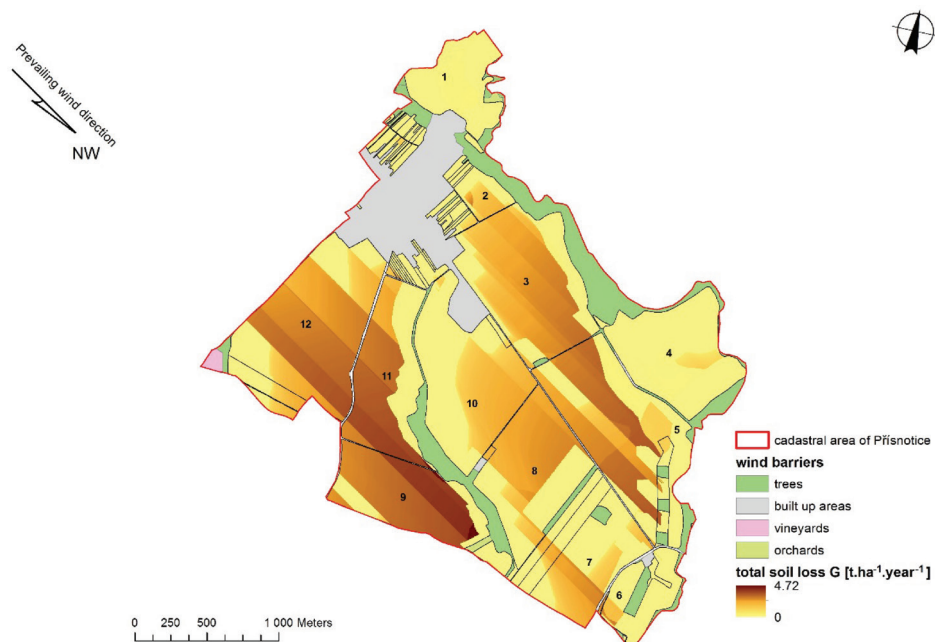 Prevailing wind direction
NW
1
2
3
4
5
6
7
8
9
10
11
12
cadastral area of Přísnotice
wind barriers
trees
built up areas
vineyards
orchards
total soil loss G [t.ha⁻¹.year⁻¹]
4.72
0
0 250 500 1 000 Meters